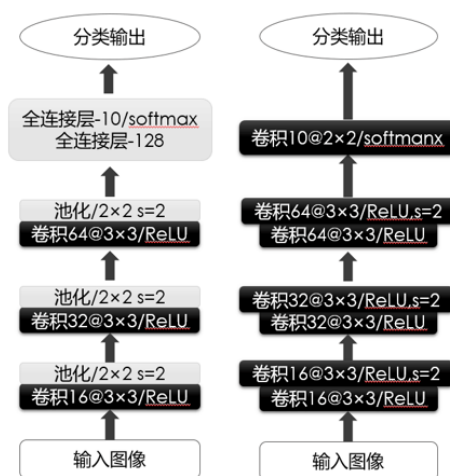 分类输出
全连接层-10/softmax
全连接层-128
池化/2×2 s=2
卷积64@3×3/ReLU
池化/2×2 s=2
卷积32@3×3/ReLU
池化/2×2 s=2
卷积16@3×3/ReLU
输入图像
分类输出
卷积10@2×2/softmanx
卷积64@3×3/ReLU,s=2
卷积64@3×3/ReLU
卷积32@3×3/ReLU,s=2
卷积32@3×3/ReLU
卷积16@3×3/ReLU,s=2
卷积16@3×3/ReLU
输入图像